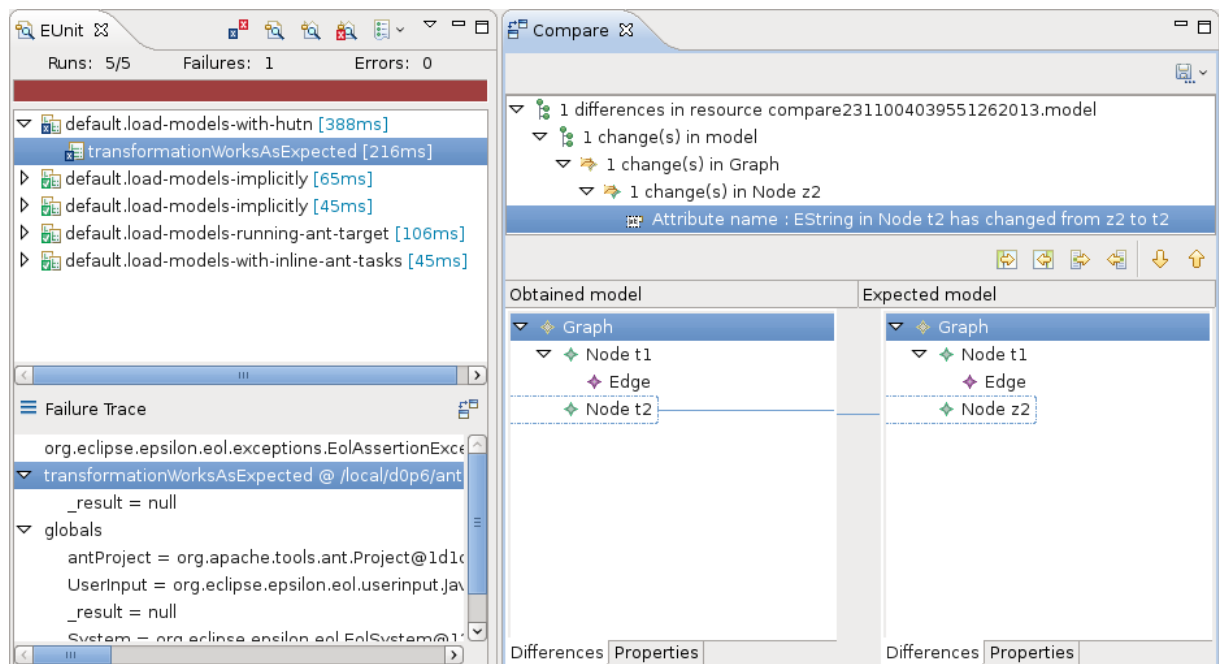 EUnit
Runs: 5/5 Failures: 1 Errors: 0
default.load-models-with-hutn [388ms]
transformationWorksAsExpected [216ms]
default.load-models-implicitly [65ms]
default.load-models-implicitly [45ms]
default.load-models-running-ant-target [106ms]
default.load-models-with-inline-ant-tasks [45ms]
Failure Trace
org.eclipse.epsilon.eol.exceptions.EolAssertionExce
transformationWorksAsExpected @ /local/d0p6/ant
_result = null
globals
antProject = org.apache.tools.ant.Project@1d1c
UserInput = org.eclipse.epsilon.eol.userinput.Jav
_result = null
System = org.eclipse.epsilon.eol.EolSystem@1
Compare
1 differences in resource compare2311004039551262013.model
1 change(s) in model
1 change(s) in Graph
1 change(s) in Node z2
Attribute name : EString in Node t2 has changed from z2 to t2
Obtained model Expected model
Graph Graph
Node t1 Node t1
Edge Edge
Node t2 Node z2
Differences Properties Differences Properties